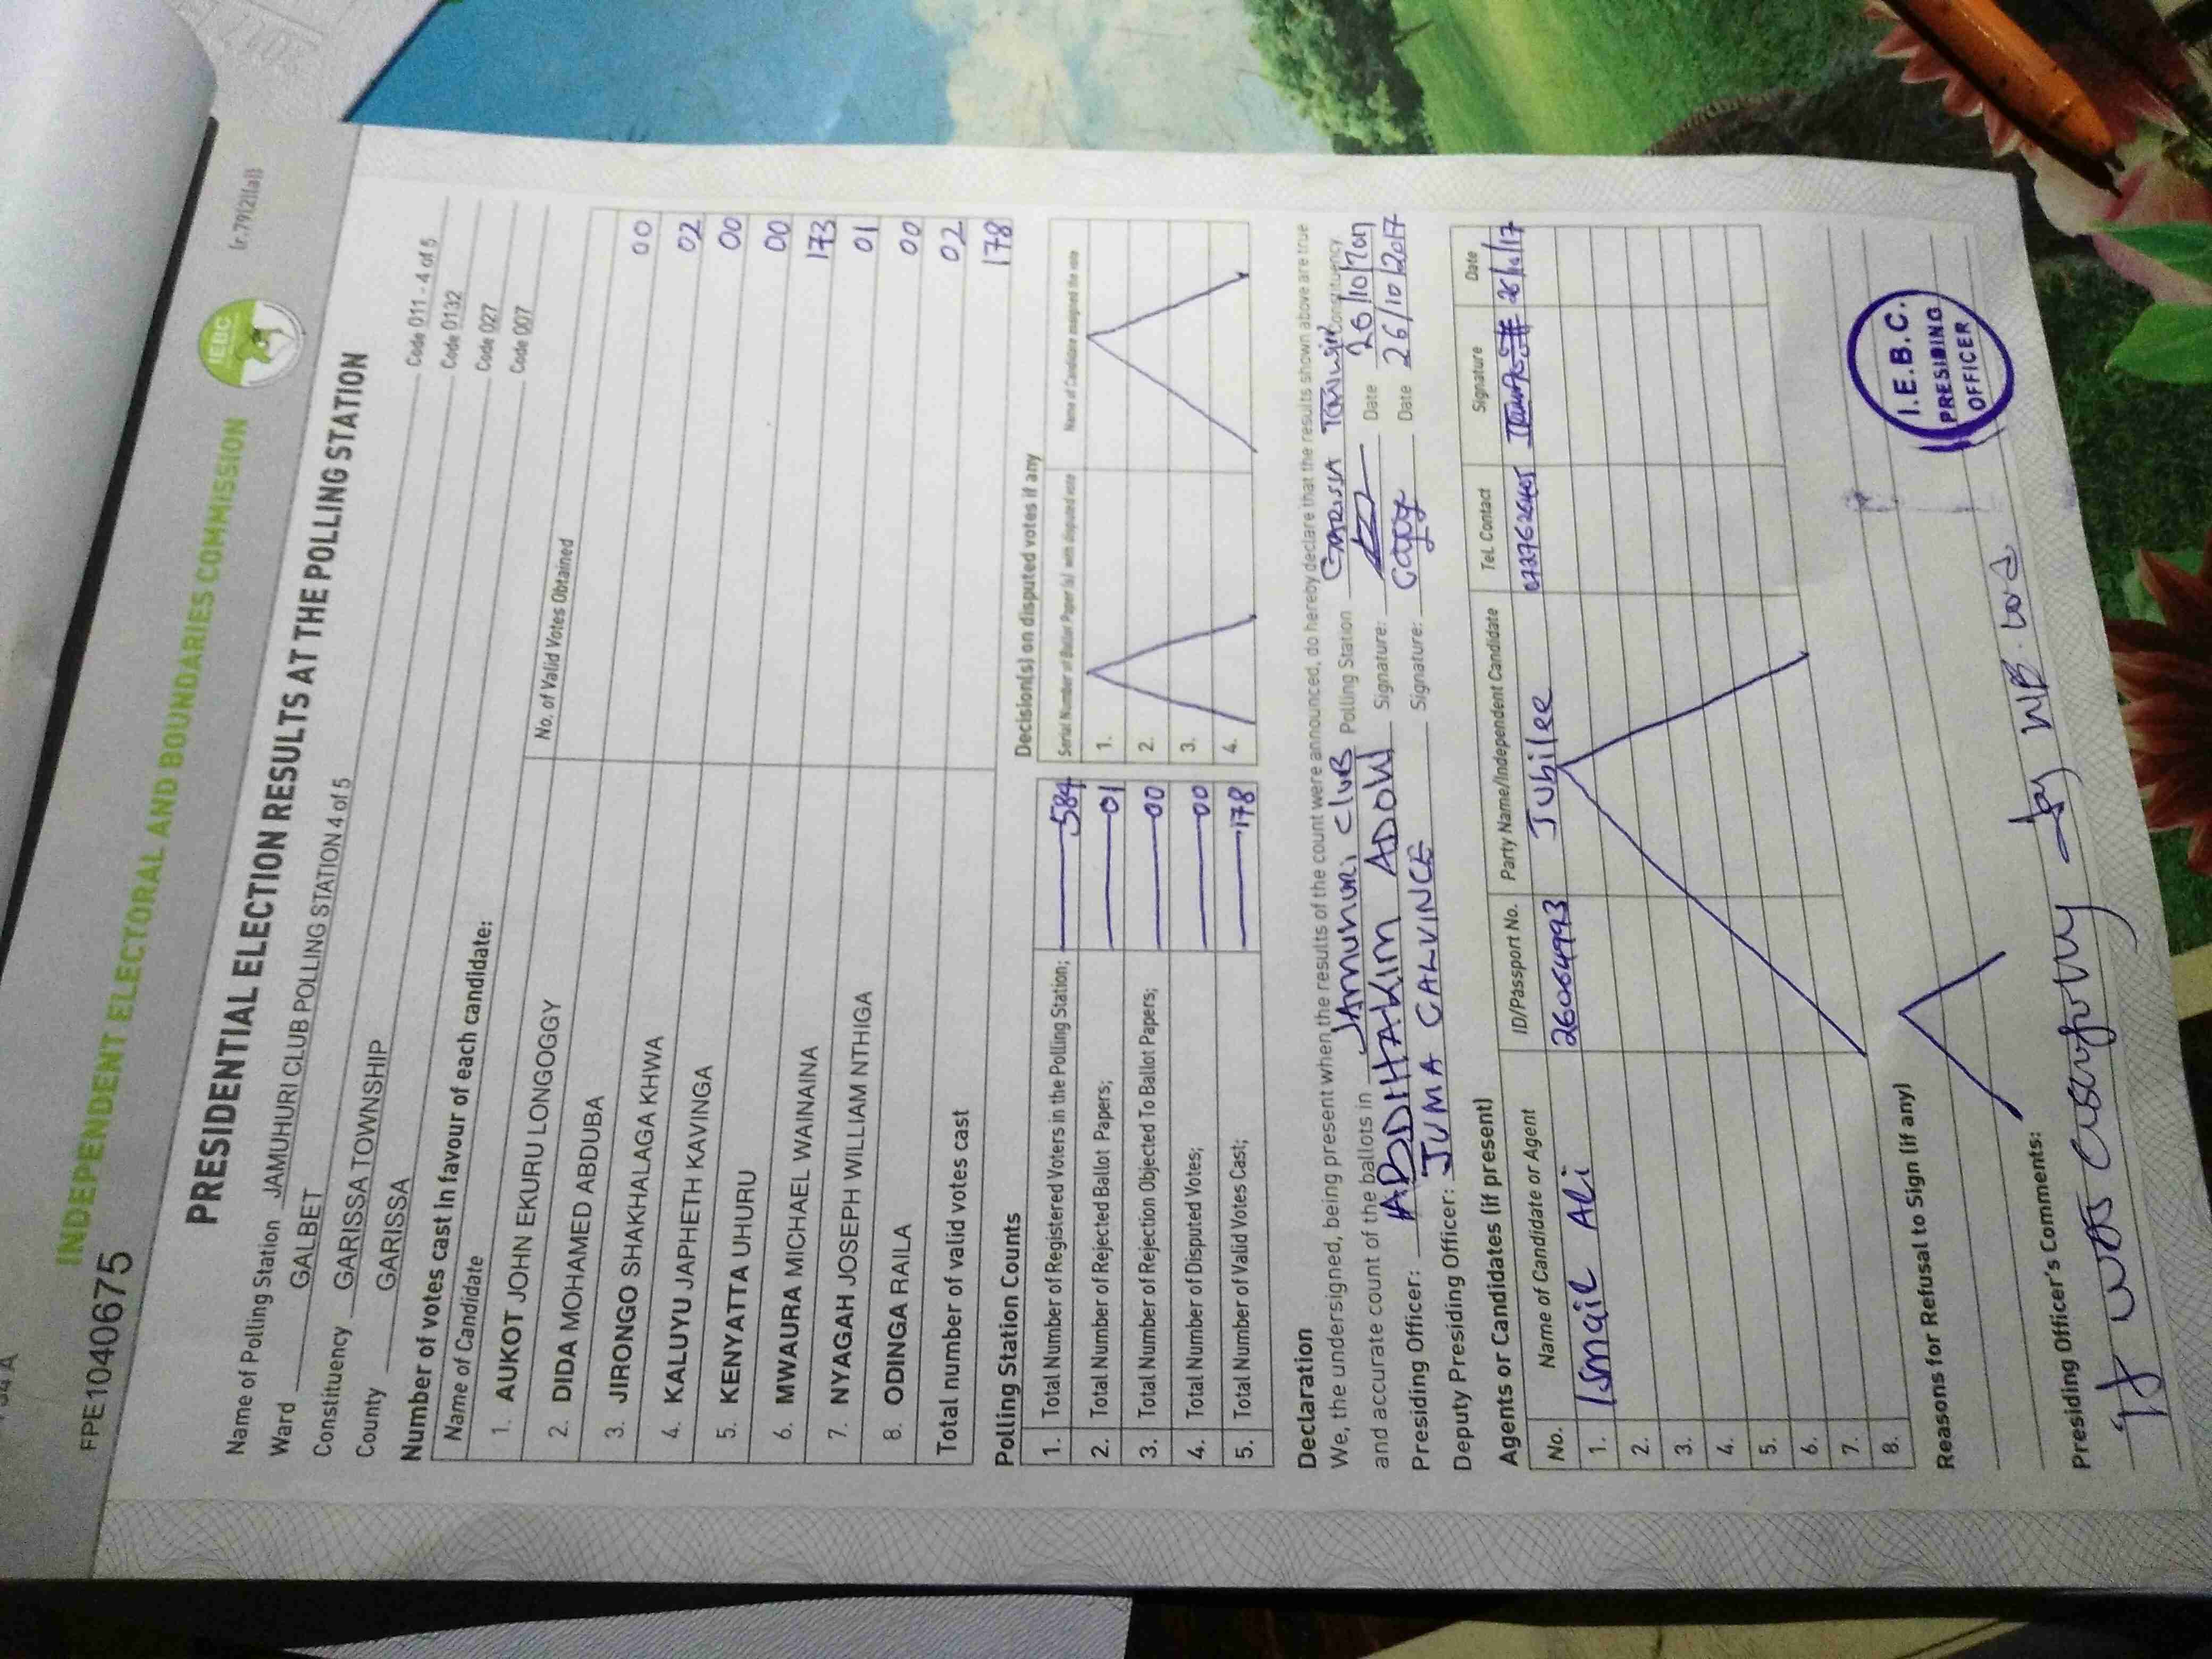 34A
FPE1040675
INDEPENDENT ELECTORAL AND BOUNDARIES COMMISSION
IEBC
(r.79(2)(a))
PRESIDENTIAL ELECTION RESULTS AT THE POLLING STATION
Name of Polling Station JAMUHURI CLUB POLLING STATION 4 of 5 Code 011 - 4 of 5
Ward GALBET Code 0132
Constituency GARISSA TOWNSHIP Code 027
County GARISSA Code 007
Number of votes cast in favour of each candidate:
Name of Candidate No. of Valid Votes Obtained
1. AUKOT JOHN EKURU LONGOGGY 00
2. DIDA MOHAMED ABDUBA 02
3. JIRONGO SHAKHALAGA KHWA 00
4. KALUYU JAPHETH KAVINGA 00
5. KENYATTA UHURU 173
6. MWAURA MICHAEL WAINAINA 01
7. NYAGAH JOSEPH WILLIAM NTHIGA 00
8. ODINGA RAILA 02
Total number of valid votes cast 178
Polling Station Counts
Decision(s) on disputed votes if any
Serial Number of Ballot Paper (s) with disputed vote Name of Candidate assigned the vote
1. Total Number of Registered Voters in the Polling Station; 584 1.
2. Total Number of Rejected Ballot Papers; 01 2.
3. Total Number of Rejection Objected To Ballot Papers; 00 3.
4. Total Number of Disputed Votes; 00 4.
5. Total Number of Valid Votes Cast; 178
Declaration
We, the undersigned, being present when the results of the count were announced, do hereby declare that the results shown above are true
and accurate count of the ballots in JAMUHURI CLUB Polling Station GARISSA TOWNSHIP Constituency.
Presiding Officer: ABDIHAKIM ADOW Signature: Date 26/10/2017
Deputy Presiding Officer: JUMA CALVINCE Signature: Date 26/10/2017
Agents or Candidates (if present)
No. Name of Candidate or Agent ID/Passport No. Party Name/Independent Candidate Tel. Contact Signature Date
1. Ismail Ali 26064993 Jubilee 26/10/17
2.
3.
4.
5.
6.
7.
8.
Reasons for Refusal to Sign (if any)
Presiding Officer's Comments:
It was
I.E.B.C.
PRESIDING
OFFICER